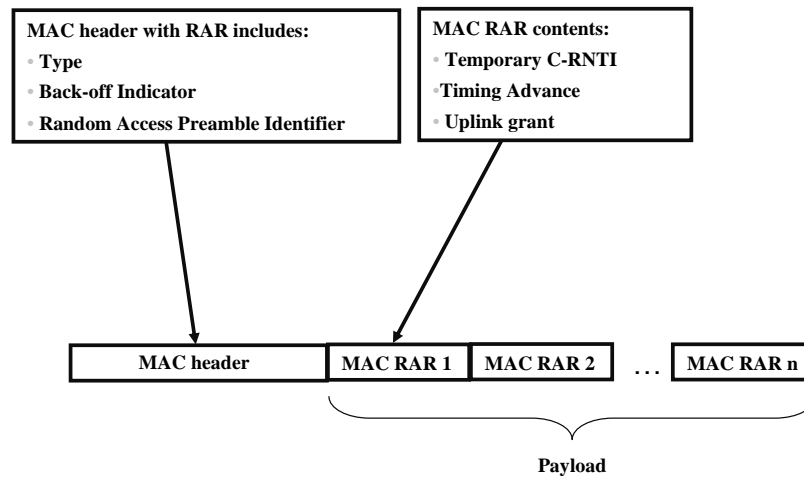 MAC header with RAR includes:
• Type
• Back-off Indicator
• Random Access Preamble Identifier
MAC RAR contents:
• Temporary C-RNTI
•Timing Advance
• Uplink grant
MAC header
MAC RAR 1
MAC RAR 2
...
MAC RAR n
Payload